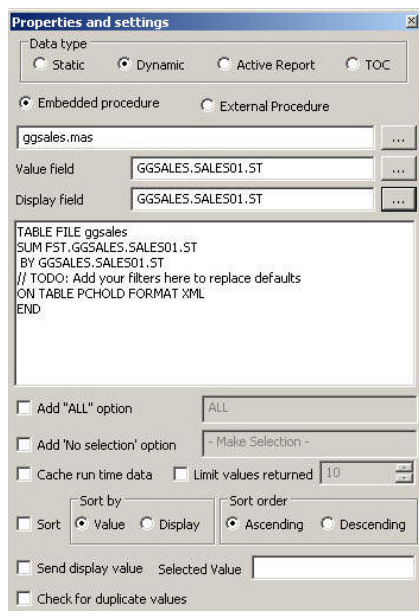 Properties and settings
Data type
Static Dynamic Active Report TOC
Embedded procedure External Procedure
ggsales.mas ...
Value field GGSALES.SALES01.ST ...
Display field GGSALES.SALES01.ST ...
TABLE FILE ggsales
SUM FST.GGSALES.SALES01.ST
BY GGSALES.SALES01.ST
// TODO: Add your filters here to replace defaults
ON TABLE PCHOLD FORMAT XML
END
Add "ALL" option ALL
Add 'No selection' option - Make Selection -
Cache run time data Limit values returned 10
Sort by Sort order
Sort Value Display Ascending Descending
Send display value Selected Value
Check for duplicate values